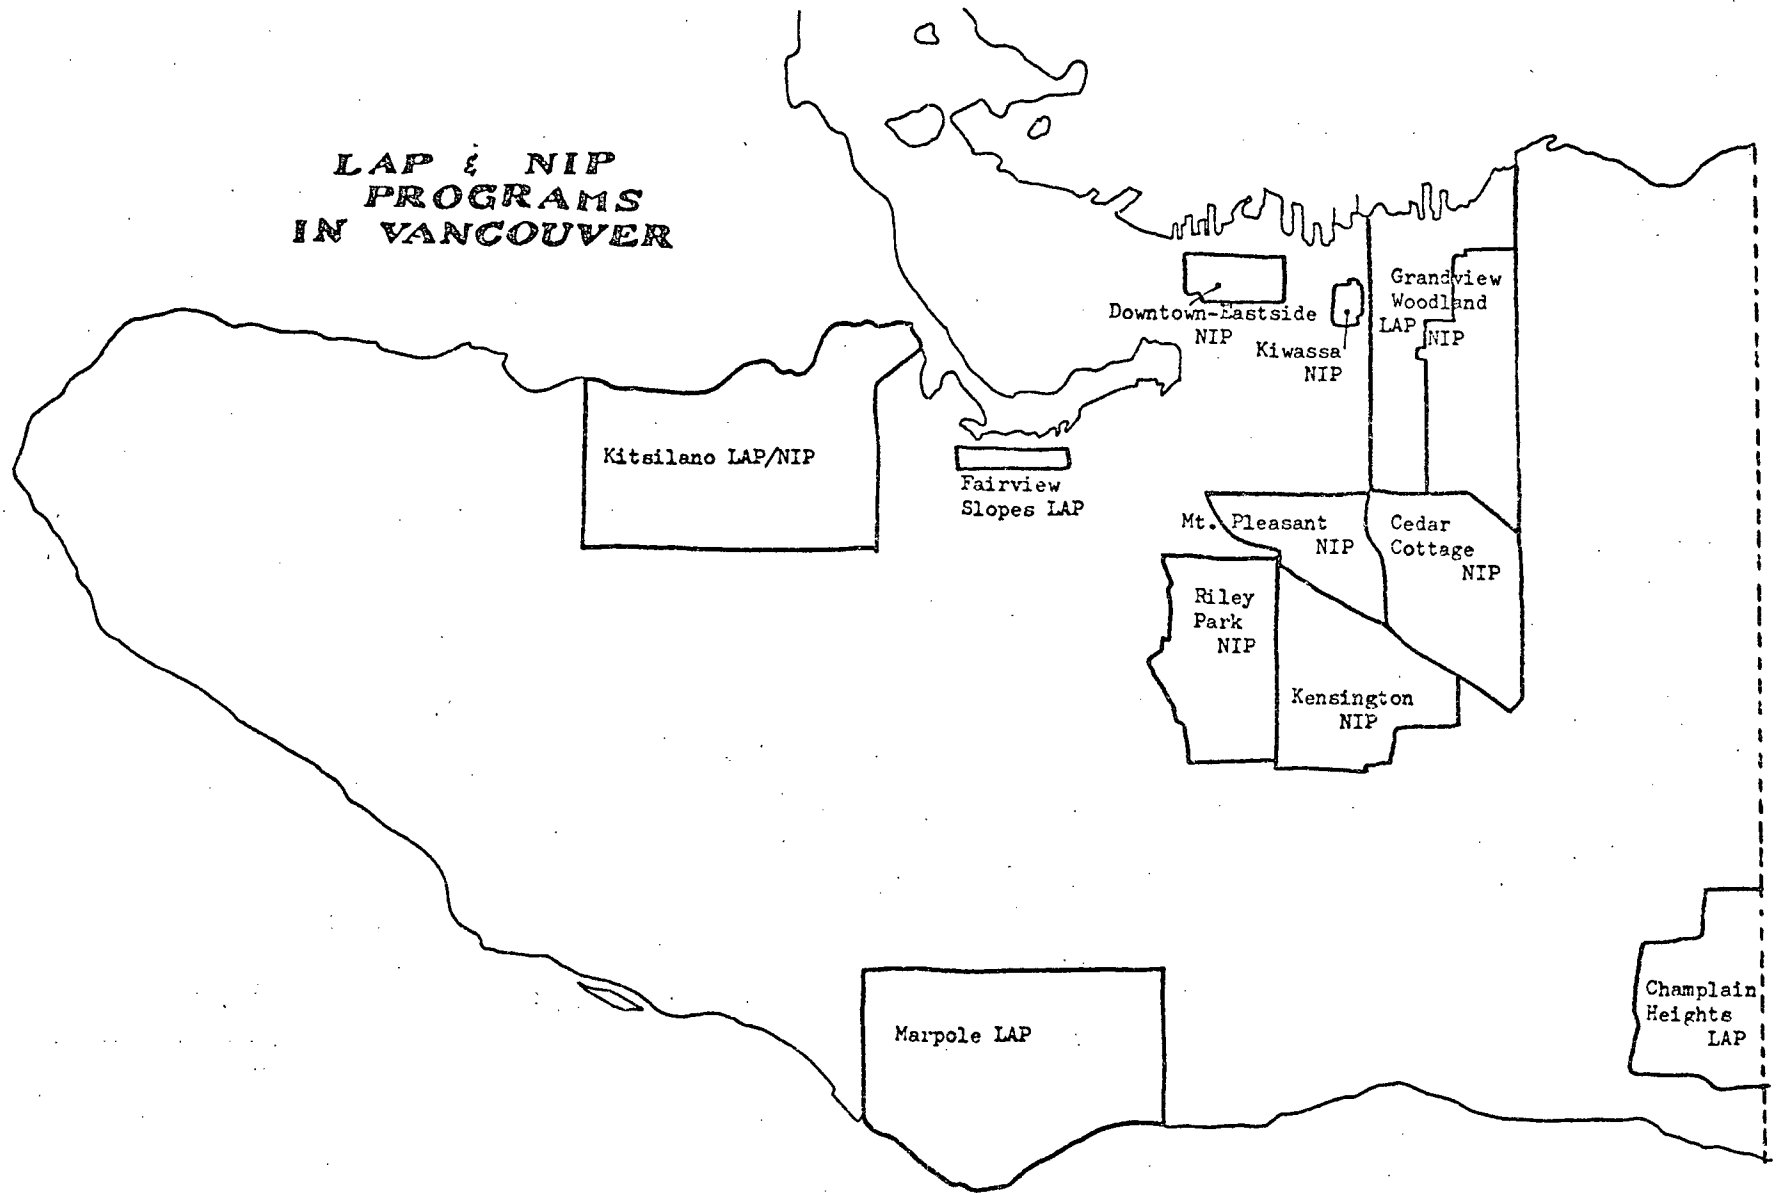 LAP & NIP
PROGRAMS
IN VANCOUVER
Downtown-Eastside
NIP
Kiwassa
NIP
Grandview
Woodland
LAP NIP
Kitsilano LAP/NIP
Fairview
Slopes LAP
Mt. Pleasant
NIP
Cedar
Cottage
NIP
Riley
Park
NIP
Kensington
NIP
Marpole LAP
Champlain
Heights
LAP